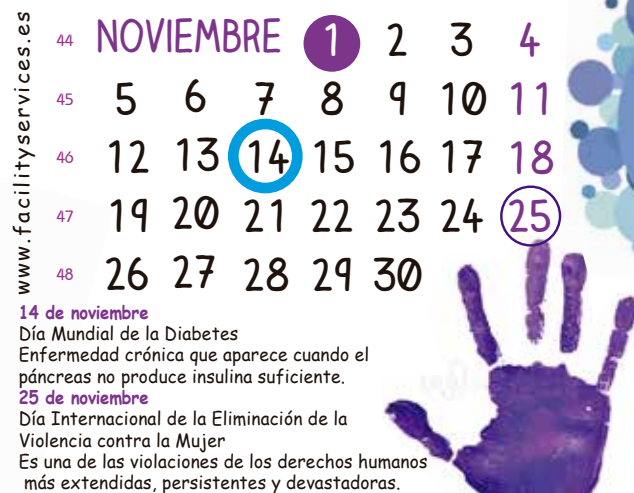 www.facilityservices.es
44 NOVIEMBRE 1 2 3 4
45 5 6 7 8 9 10 11
46 12 13 14 15 16 17 18
47 19 20 21 22 23 24 25
48 26 27 28 29 30
14 de noviembre
Día Mundial de la Diabetes
Enfermedad crónica que aparece cuando el
páncreas no produce insulina suficiente.
25 de noviembre
Día Internacional de la Eliminación de la
Violencia contra la Mujer
Es una de las violaciones de los derechos humanos
más extendidas, persistentes y devastadoras.